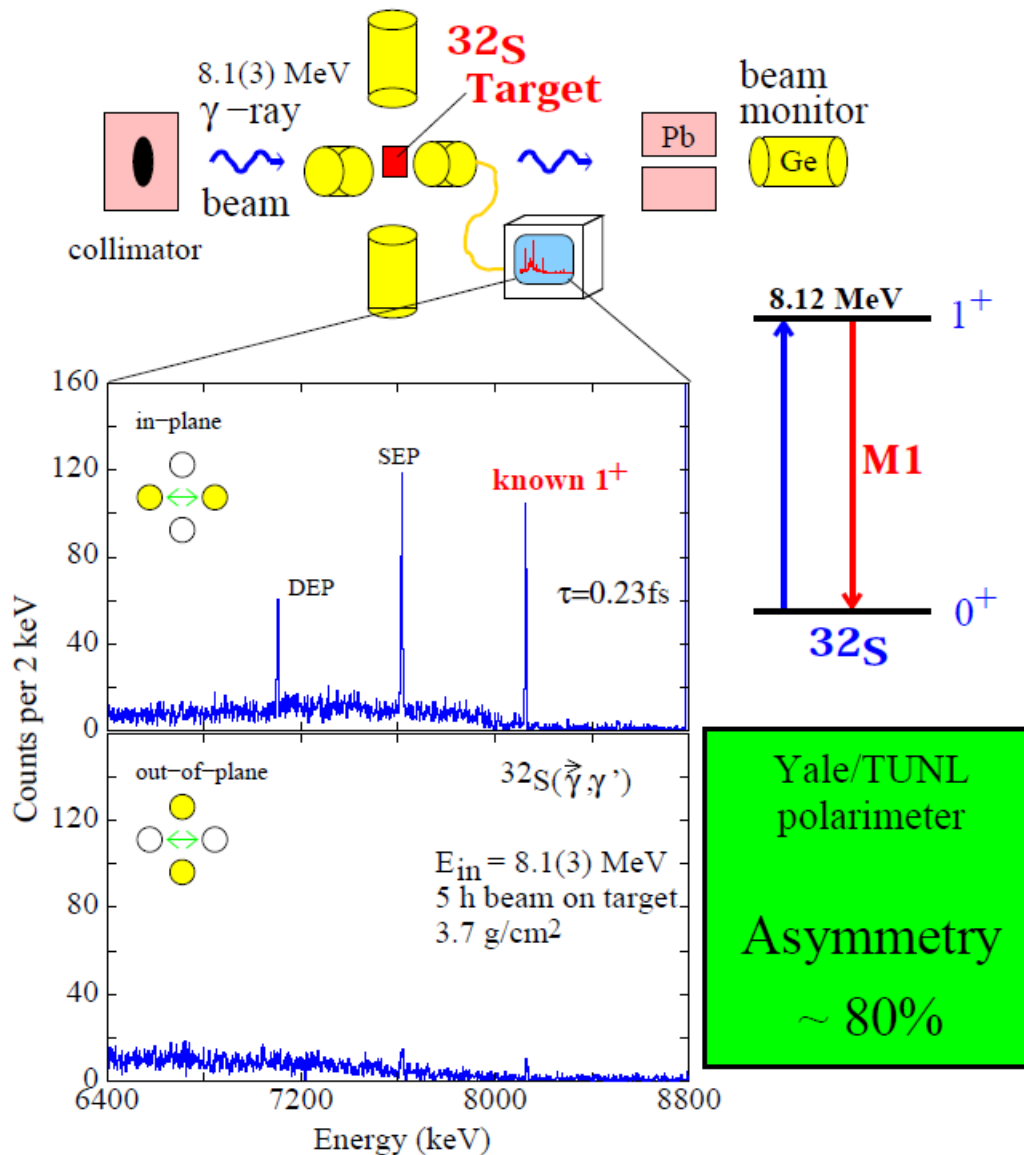 32S
Target
8.1(3) MeV
γ-ray
beam
collimator
Pb
beam
monitor
Ge
8.12 MeV
1+
M1
0+
32S
160
120
80
40
0
in-plane
SEP
known 1+
DEP
τ=0.23fs
Counts per 2 keV
out-of-plane
32S(γ⃗,γ')
Ein = 8.1(3) MeV
5 h beam on target
3.7 g/cm2
120
80
40
0
6400
7200
8000
8800
Energy (keV)
Yale/TUNL
polarimeter
Asymmetry
~ 80%